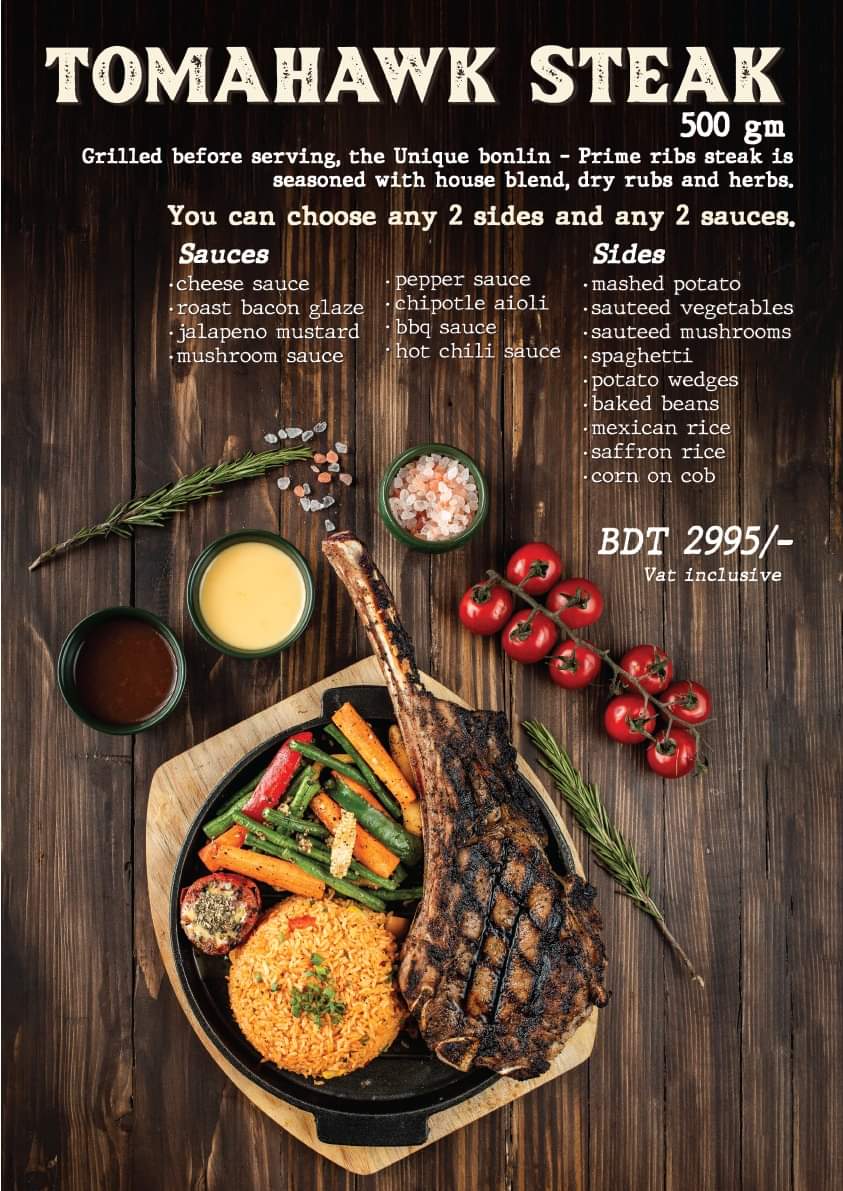 TOMAHAWK STEAK
500 gm
Grilled before serving, the Unique bonlin - Prime ribs steak is
seasoned with house blend, dry rubs and herbs.
You can choose any 2 sides and any 2 sauces.
Sauces
·cheese sauce
·roast bacon glaze
·jalapeno mustard
·mushroom sauce
·pepper sauce
·chipotle aioli
·bbq sauce
·hot chili sauce
Sides
·mashed potato
·sauteed vegetables
·sauteed mushrooms
·spaghetti
·potato wedges
·baked beans
·mexican rice
·saffron rice
·corn on cob
BDT 2995/-
Vat inclusive